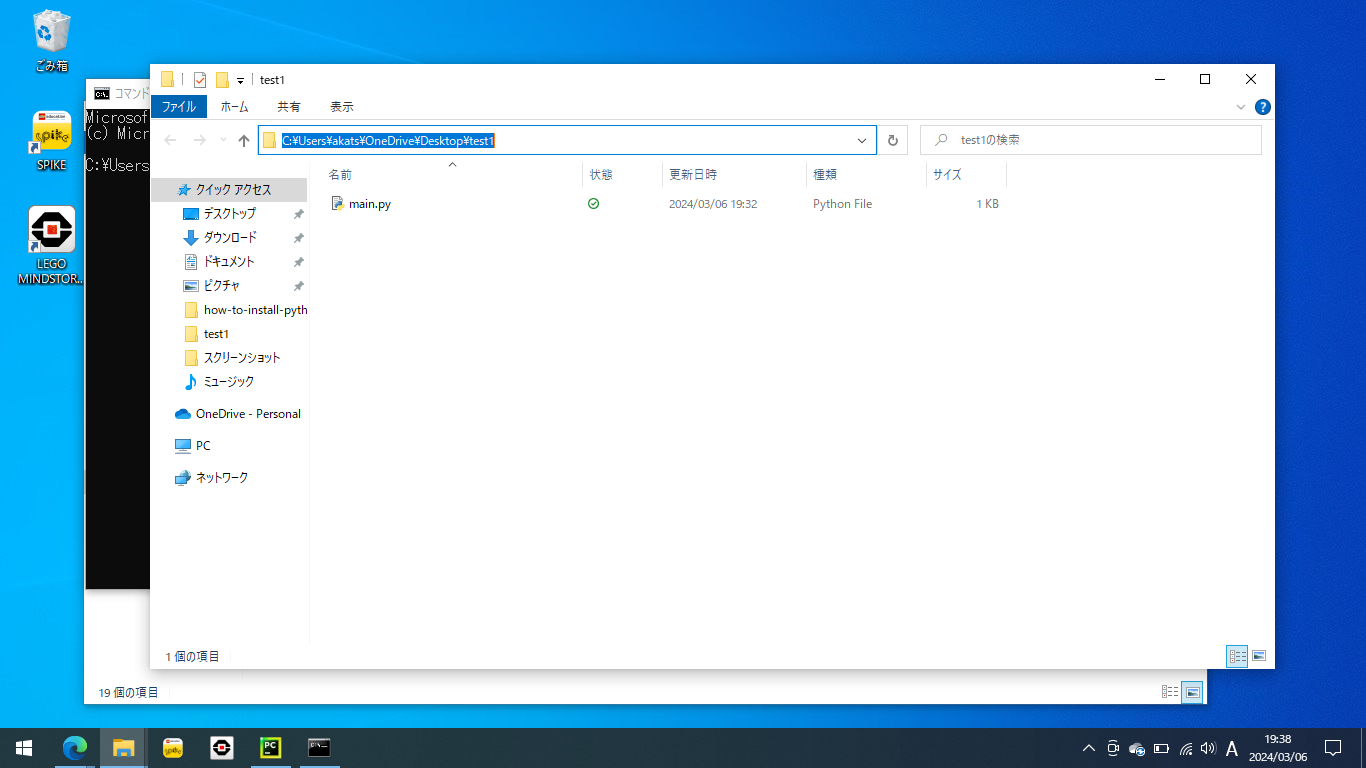 ごみ箱
education
spike
SPIKE
LEGO
MINDSTOR...
コマンド
Microsof
(c) Micr
C:¥Users
test1
ファイル
ホーム
共有
表示
C:¥Users¥akats¥OneDrive¥Desktop¥test1
test1の検索
名前
状態
更新日時
種類
サイズ
main.py
2024/03/06 19:32
Python File
1 KB
クイック アクセス
デスクトップ
ダウンロード
ドキュメント
ピクチャ
how-to-install-pyth
test1
スクリーンショット
ミュージック
OneDrive - Personal
PC
ネットワーク
1 個の項目
19 個の項目
spike
PC
A
19:38
2024/03/06